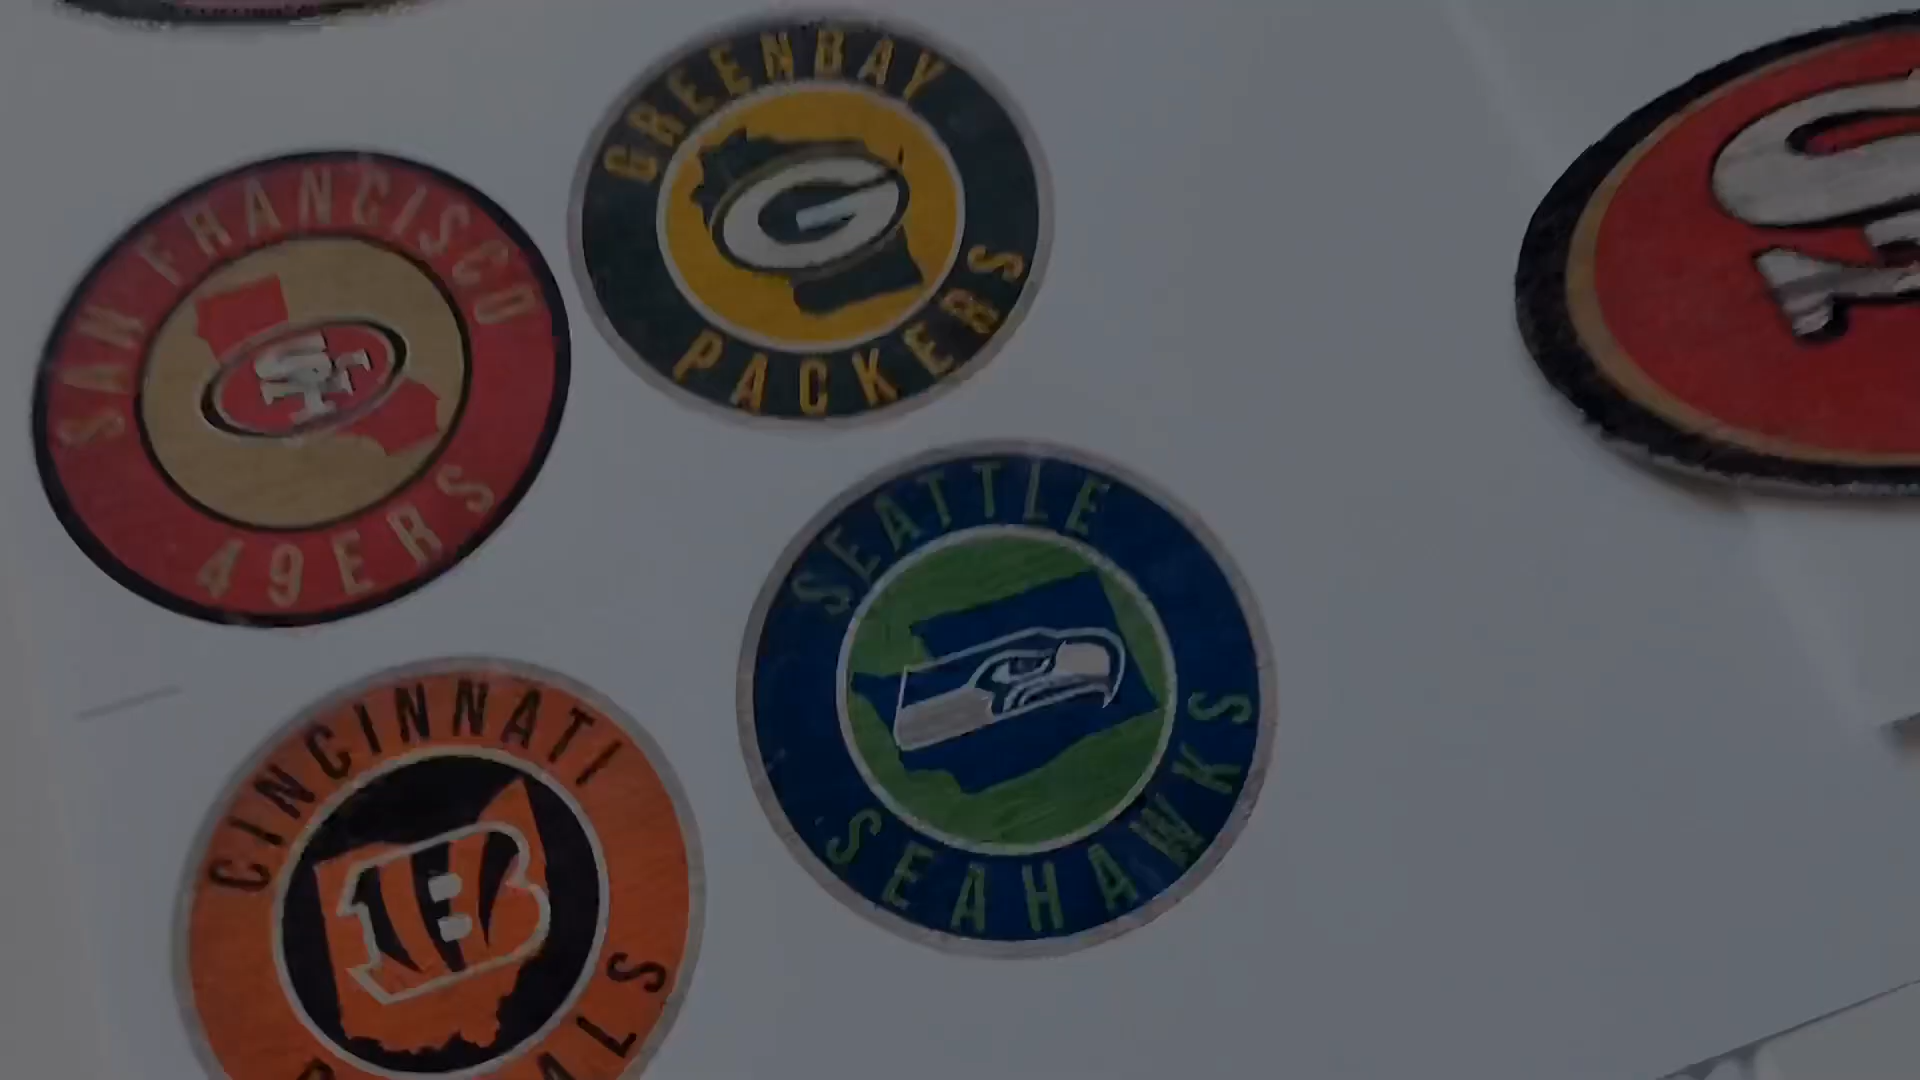 GREENBAY
PACKERS
SAN FRANCISCO
SF
49ERS
SEATTLE
SEAHAWKS
CINCINNATI
B